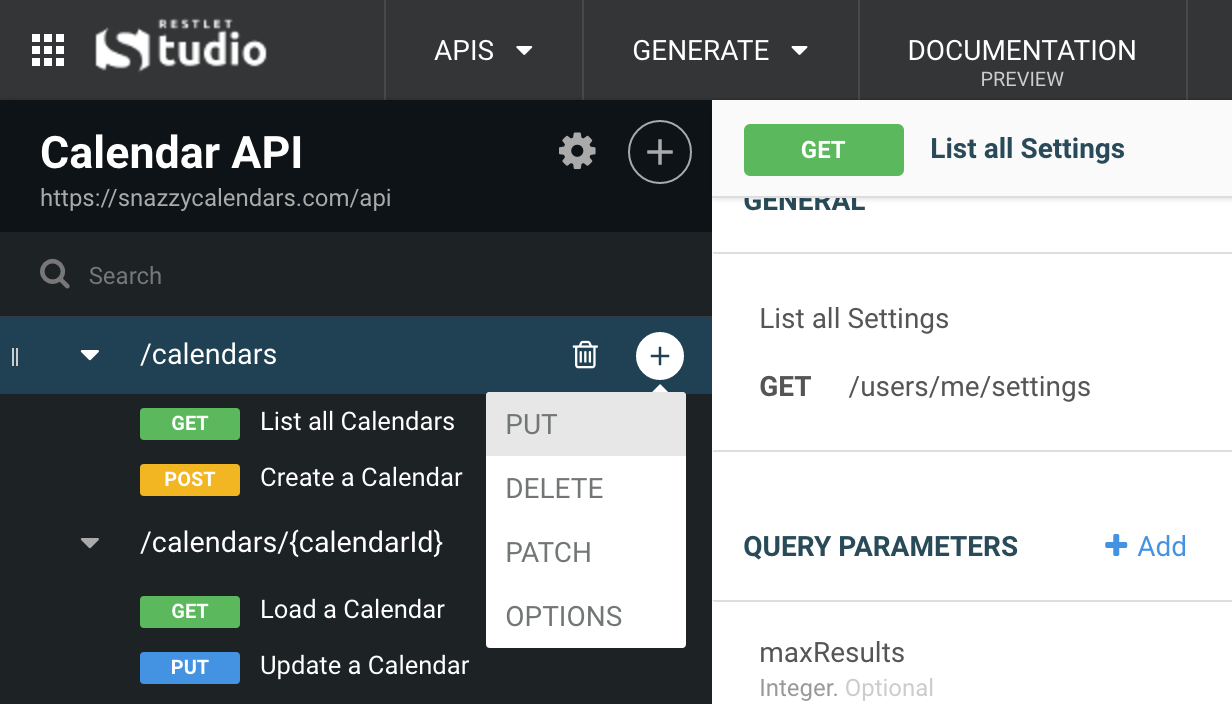 RESTLET
Studio
APIS
GENERATE
DOCUMENTATION
PREVIEW
Calendar API
https://snazzycalendars.com/api
Search
/calendars
GET List all Calendars
POST Create a Calendar
/calendars/{calendarId}
GET Load a Calendar
PUT Update a Calendar
PUT
DELETE
PATCH
OPTIONS
GET List all Settings
GENERAL
List all Settings
GET /users/me/settings
QUERY PARAMETERS
+ Add
maxResults
Integer. Optional